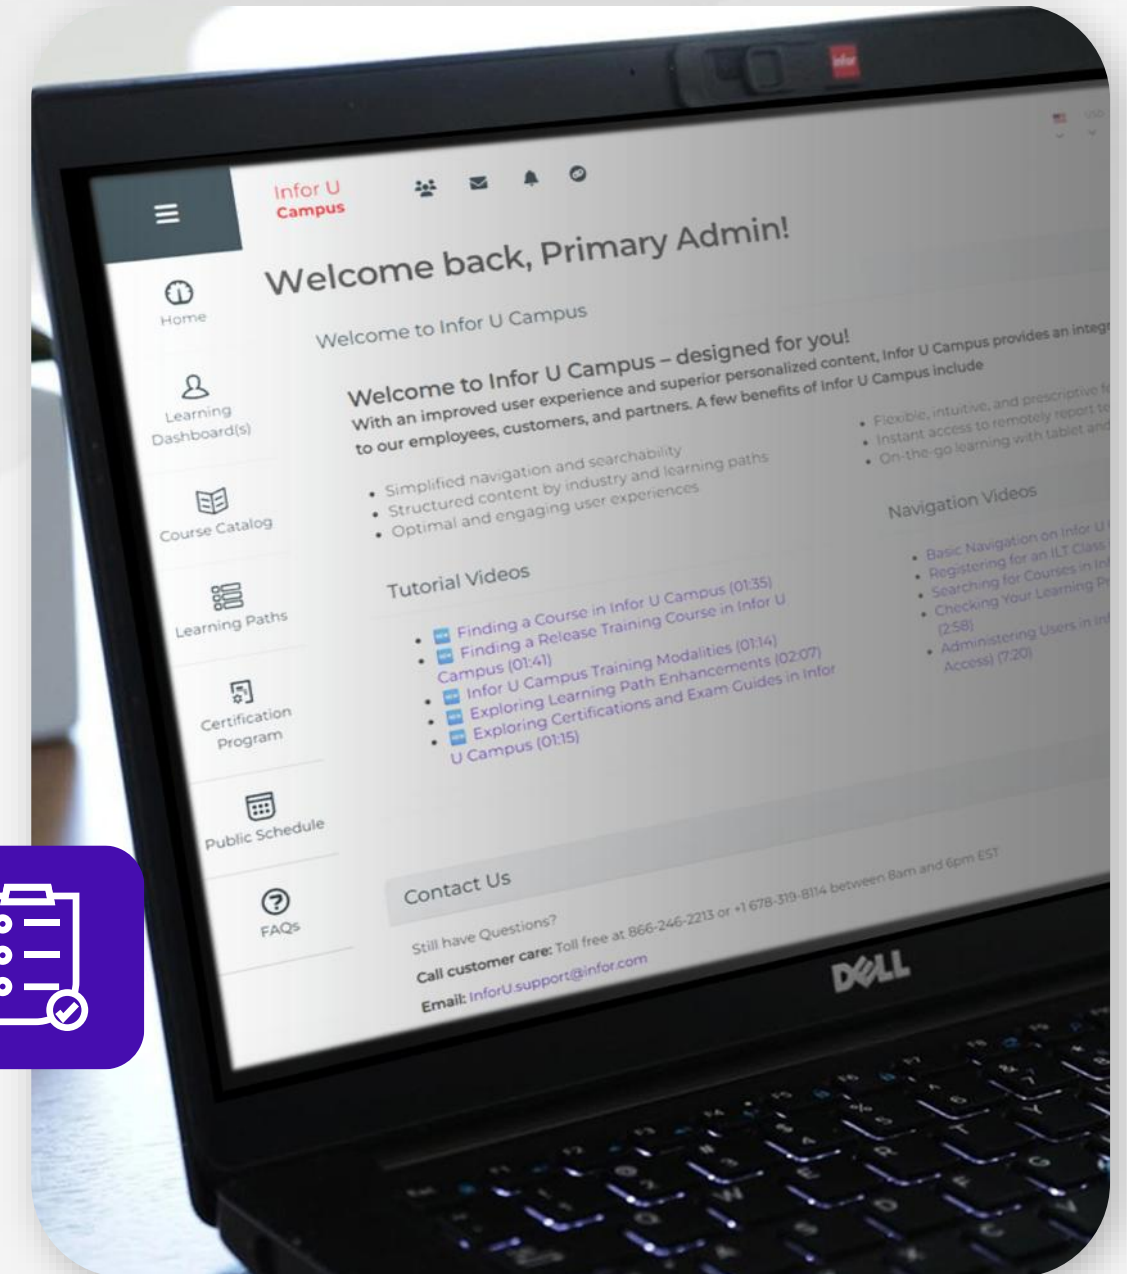 infor
USD
Infor U
Campus
Welcome back, Primary Admin!
Home
Welcome to Infor U Campus
Welcome to Infor U Campus – designed for you!
With an improved user experience and superior personalized content, Infor U Campus provides an integ
to our employees, customers, and partners. A few benefits of Infor U Campus include
• Simplified navigation and searchability
• Structured content by industry and learning paths
• Optimal and engaging user experiences
• Flexible, intuitive, and prescriptive
• Instant access to remotely report to
• On-the-go learning with tablet and
Learning
Dashboard(s)
Course Catalog
Learning Paths
Certification
Program
Public Schedule
FAQs
Tutorial Videos
• Finding a Course in Infor U Campus (01:35)
• Finding a Release Training Course in Infor U
Campus (01:41)
• Infor U Campus Training Modalities (01:14)
• Exploring Learning Path Enhancements (02:07)
• Exploring Certifications and Exam Guides in Infor
U Campus (01:15)
Navigation Videos
• Basic Navigation on Infor U
• Registering for an ILT Class
• Searching for Courses in
• Checking Your Learning
(2:58)
• Administering Users in
Access) (7:20)
Contact Us
Still have Questions?
Call customer care: Toll free at 866-246-2213 or +1 678-319-8114 between 8am and 6pm EST
Email: InforU.support@infor.com
DELL